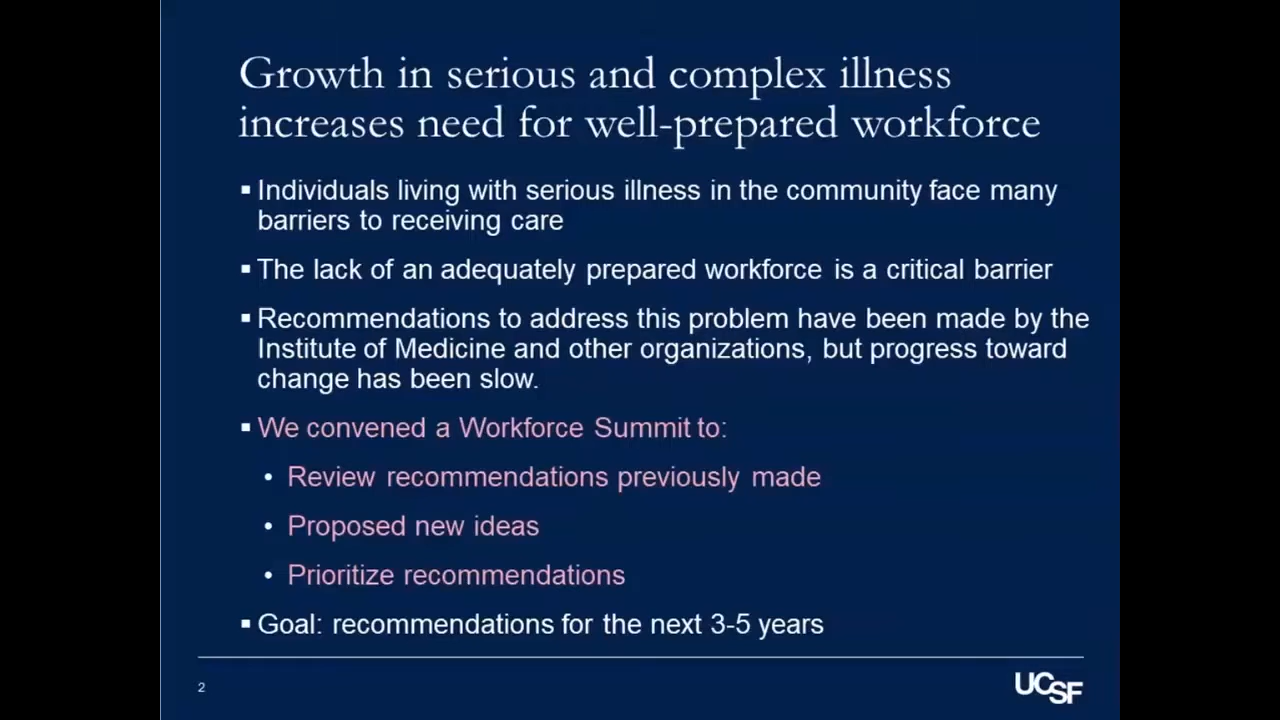 Growth in serious and complex illness
increases need for well-prepared workforce
▪ Individuals living with serious illness in the community face many
barriers to receiving care
▪ The lack of an adequately prepared workforce is a critical barrier
▪ Recommendations to address this problem have been made by the
Institute of Medicine and other organizations, but progress toward
change has been slow.
▪ We convened a Workforce Summit to:
• Review recommendations previously made
• Proposed new ideas
• Prioritize recommendations
▪ Goal: recommendations for the next 3-5 years
2
UCSF